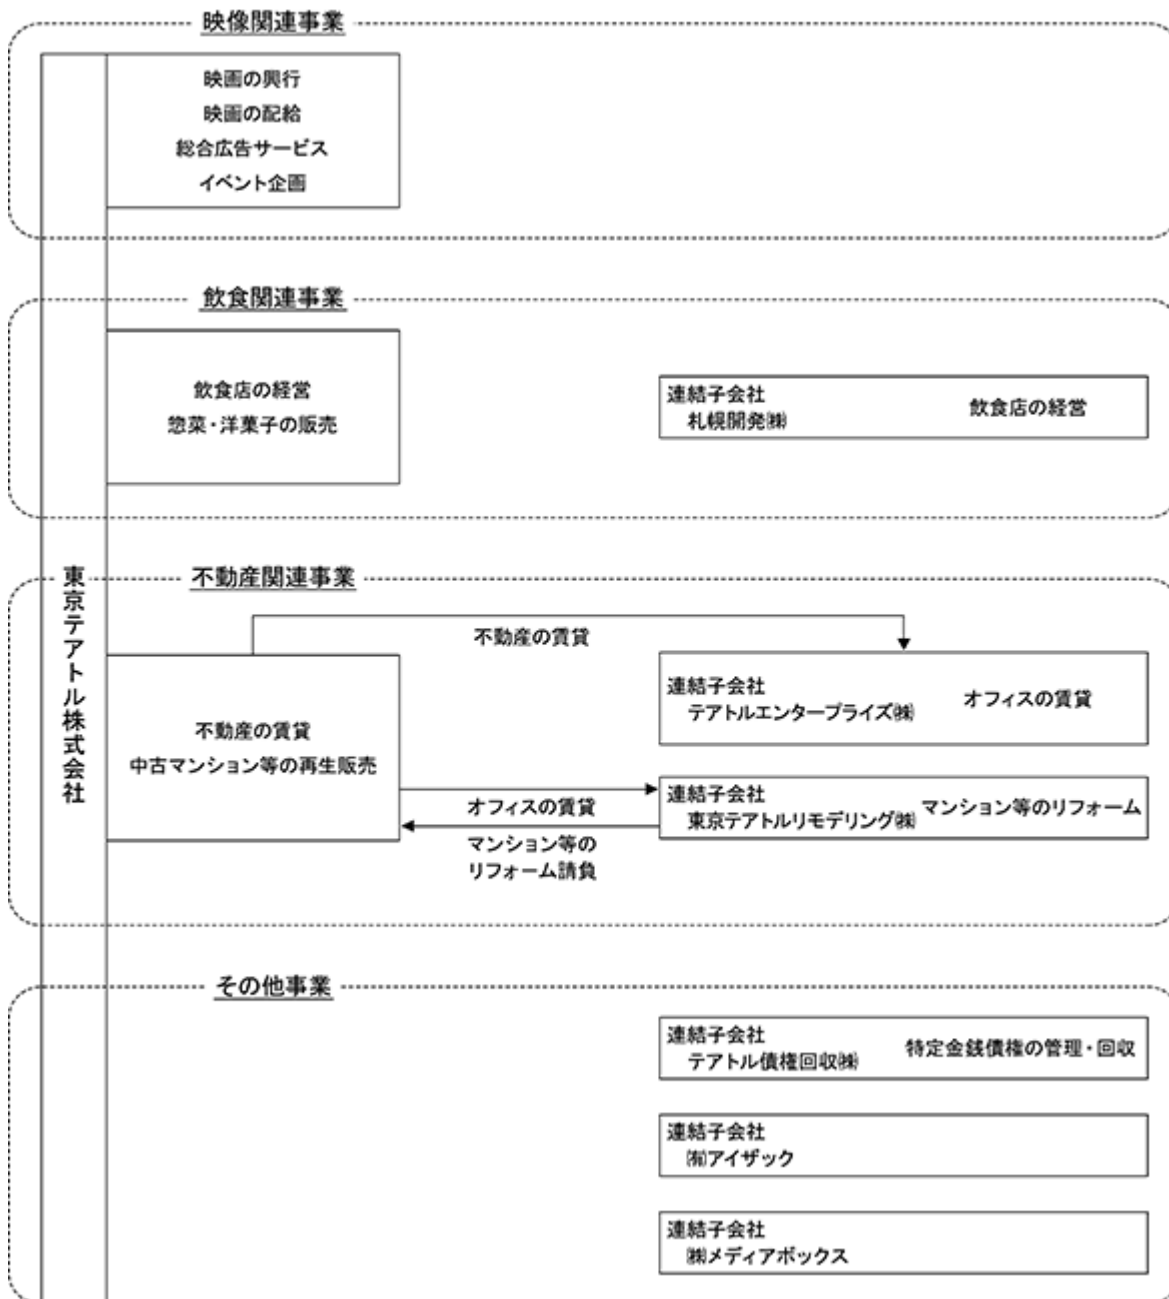 映像関連事業
映画の興行
映画の配給
総合広告サービス
イベント企画
飲食関連事業
飲食店の経営
惣菜・洋菓子の販売
連結子会社
札幌開発㈱
飲食店の経営
東京テアトル株式会社
不動産関連事業
不動産の賃貸
不動産の賃貸
中古マンション等の再生販売
連結子会社
テアトルエンタープライズ㈱
オフィスの賃貸
オフィスの賃貸
マンション等の
リフォーム請負
連結子会社
東京テアトルリモデリング㈱
マンション等のリフォーム
その他事業
連結子会社
テアトル債権回収㈱
特定金銭債権の管理・回収
連結子会社
㈲アイザック
連結子会社
㈱メディアボックス